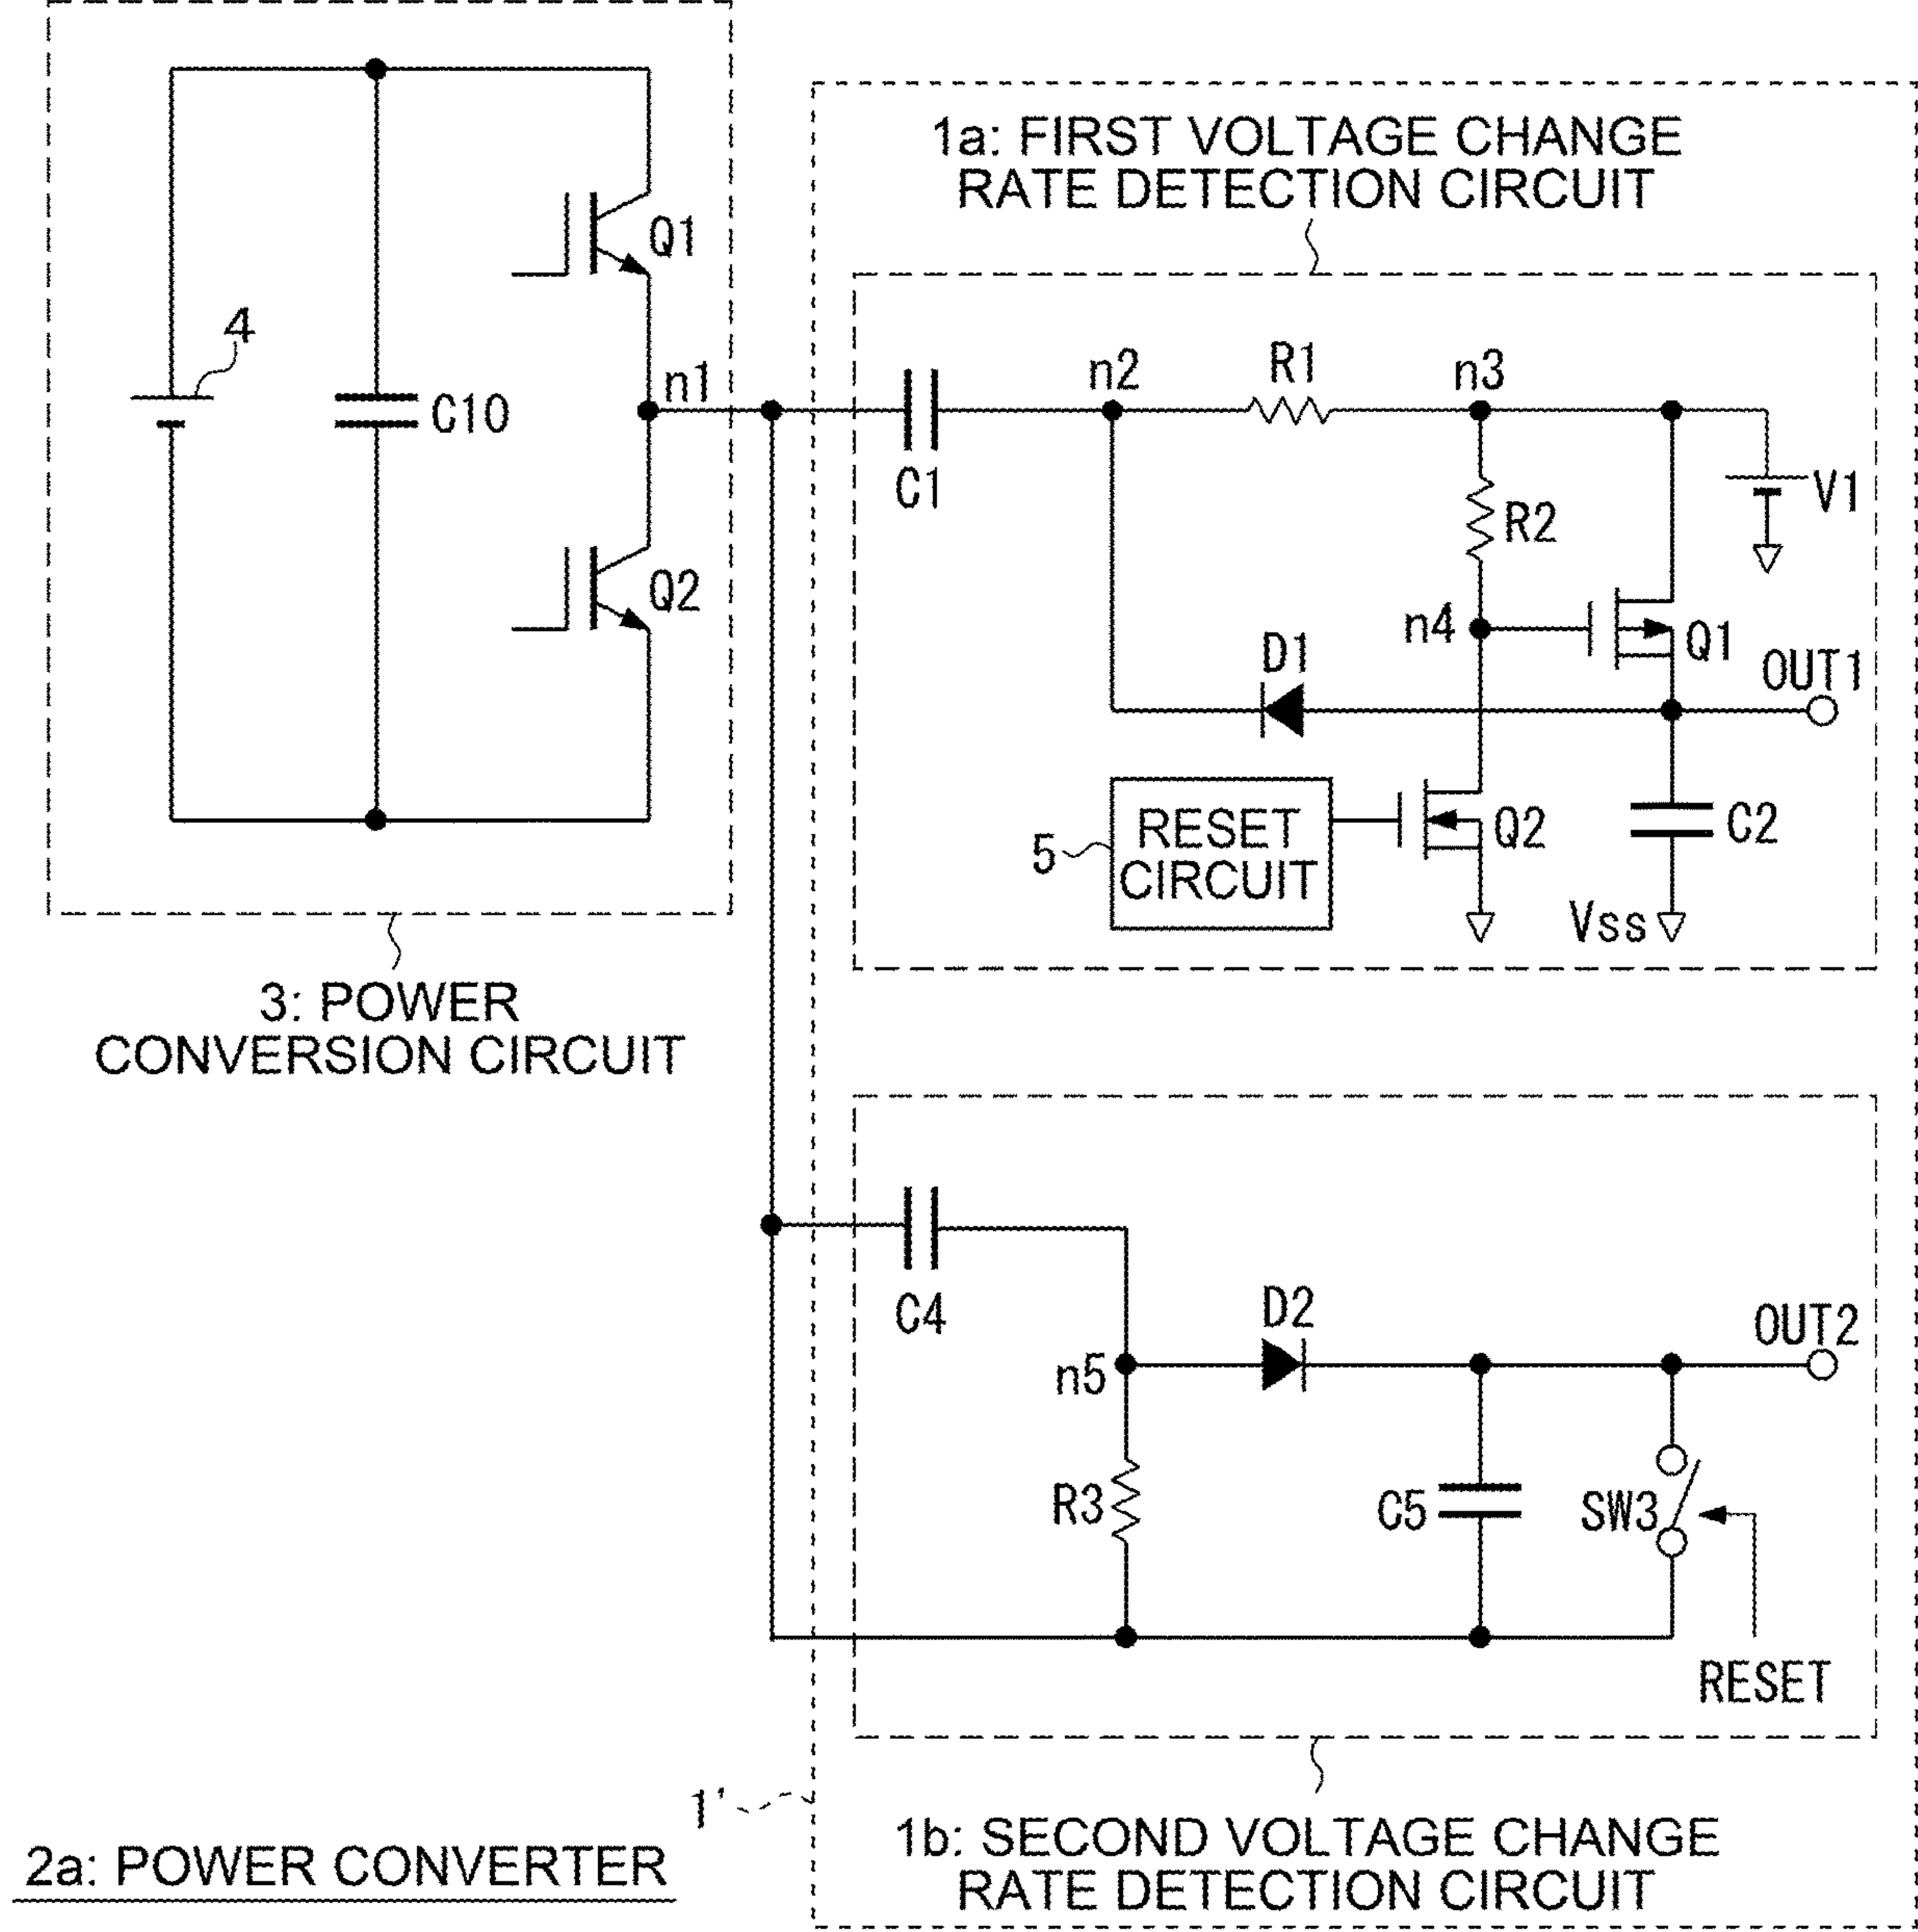 1a: FIRST VOLTAGE CHANGE
RATE DETECTION CIRCUIT
Q1
4
n1
C10
Q2
C1
n2
R1
n3
V1
R2
n4
Q1
D1
OUT1
5
RESET
CIRCUIT
Q2
C2
Vss
3: POWER
CONVERSION CIRCUIT
C4
D2
OUT2
n5
R3
C5
SW3
RESET
1'
1b: SECOND VOLTAGE CHANGE
RATE DETECTION CIRCUIT
2a: POWER CONVERTER